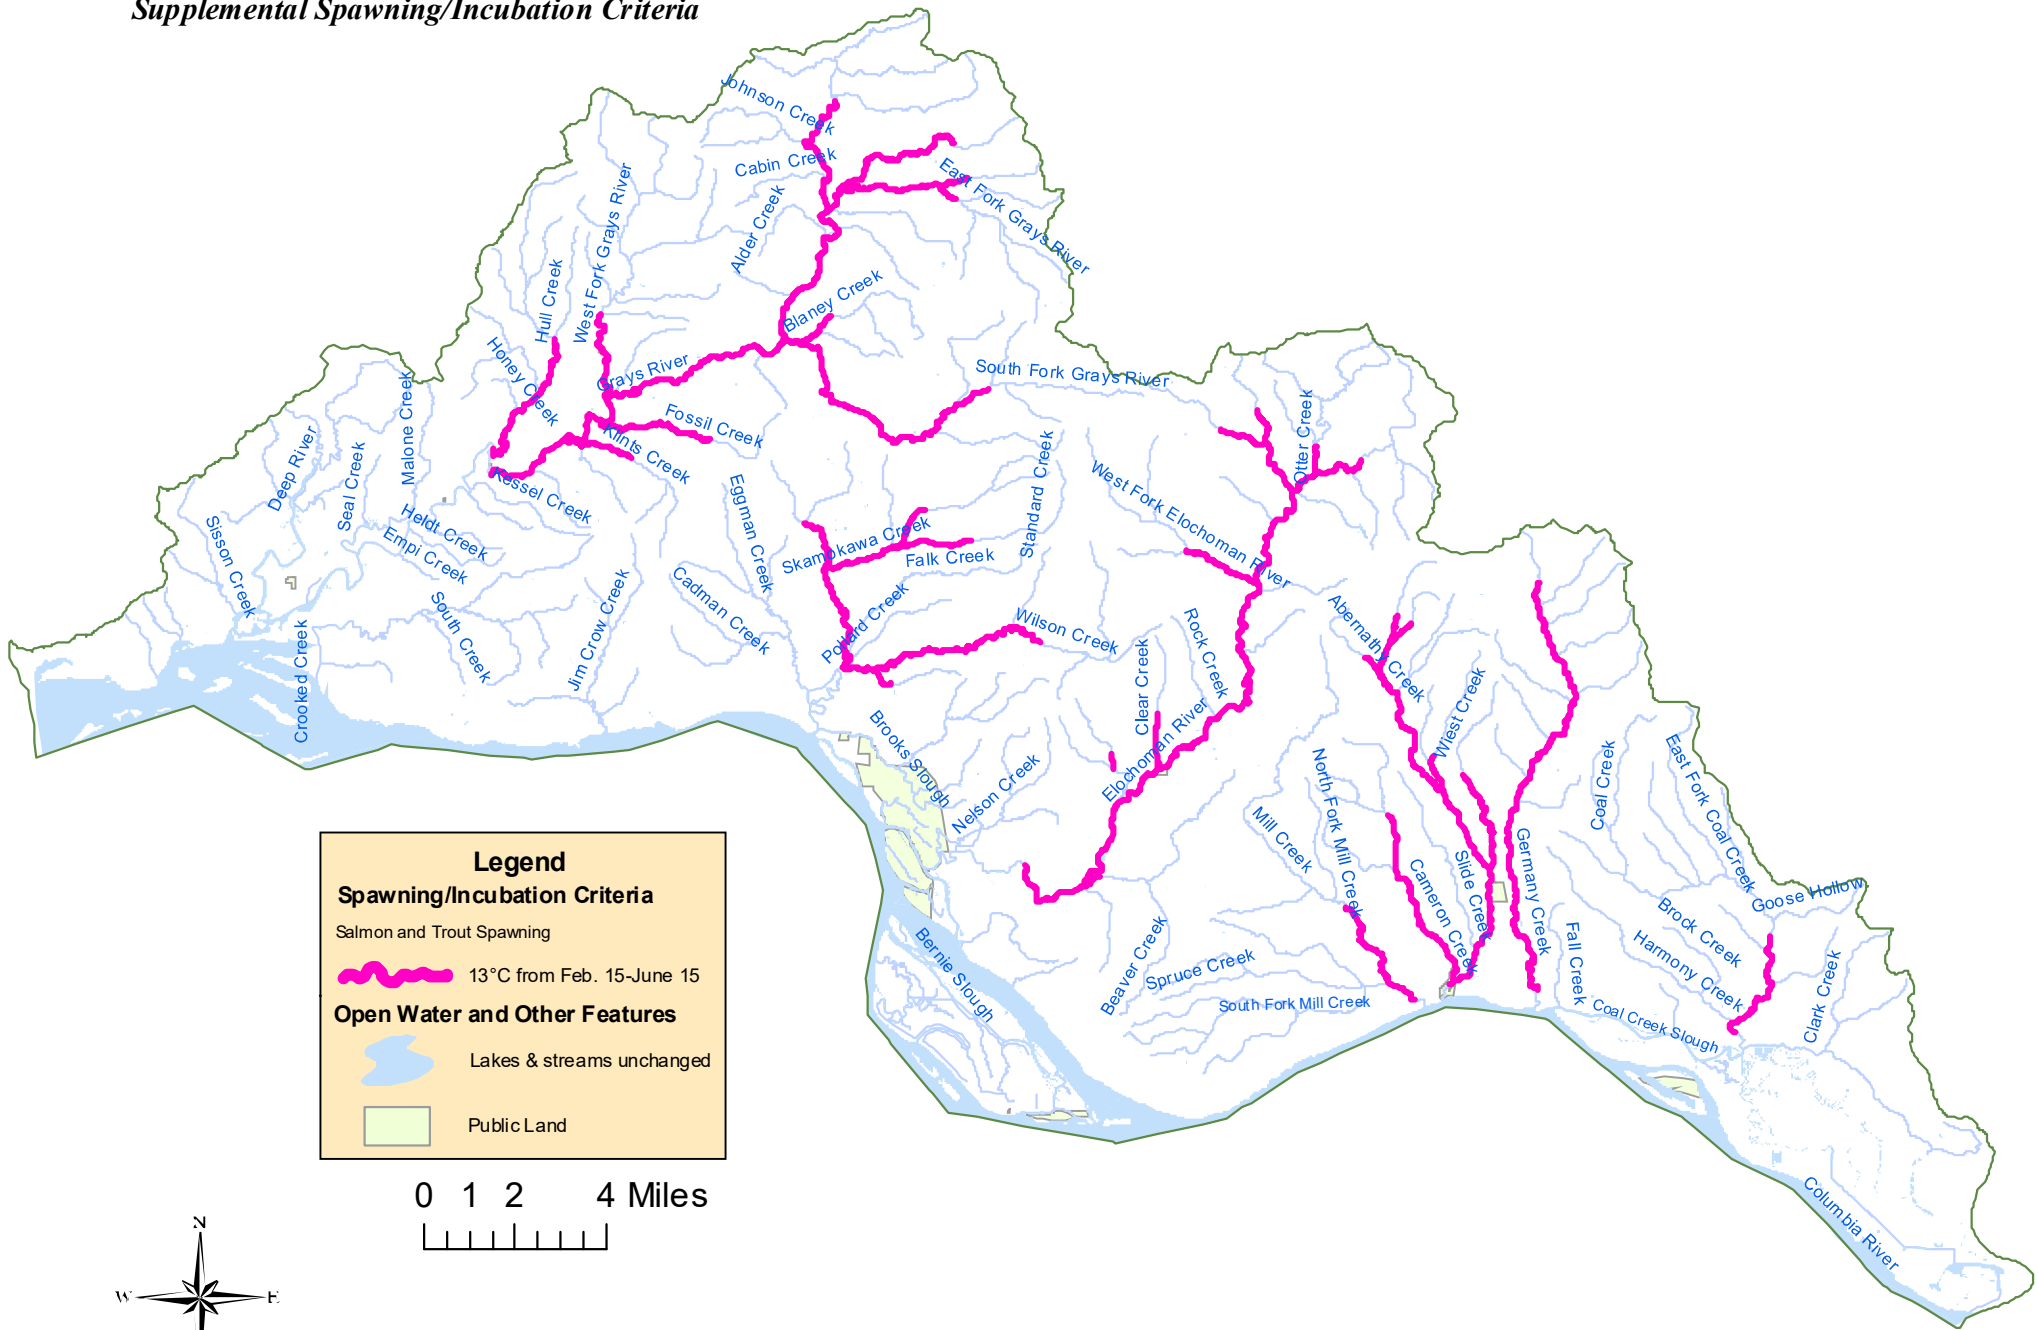 Supplemental Spawning/Incubation Criteria
Johnson Creek
Cabin Creek
East Fork Grays River
West Fork Grays River
Alder Creek
Hull Creek
Blaney Creek
Honey Creek
Grays River
South Fork Grays River
Malone Creek
Otter Creek
Fossil Creek
Klints Creek
Deep River
Seal Creek
Kessel Creek
Eggman Creek
Standard Creek
West Fork Elochoman River
Sisson Creek
Heldt Creek
Empi Creek
Skamokawa Creek
Falk Creek
Cadman Creek
Jim Crow Creek
South Creek
Pollard Creek
Wilson Creek
Rock Creek
Abernathy Creek
Crooked Creek
Clear Creek
Wiest Creek
Brooks Slough
Elochoman River
Nelson Creek
North Fork Mill Creek
Mill Creek
Coal Creek
East Fork Coal Creek
Cameron Creek
Slide Creek
Germany Creek
Goose Hollow
Brock Creek
Harmony Creek
Fall Creek
Beaver Creek
Spruce Creek
South Fork Mill Creek
Coal Creek Slough
Clark Creek
Bernie Slough
Columbia River
Legend
Spawning/Incubation Criteria
Salmon and Trout Spawning
13°C from Feb. 15-June 15
Open Water and Other Features
Lakes & streams unchanged
Public Land
0 1 2 4 Miles
N
W E